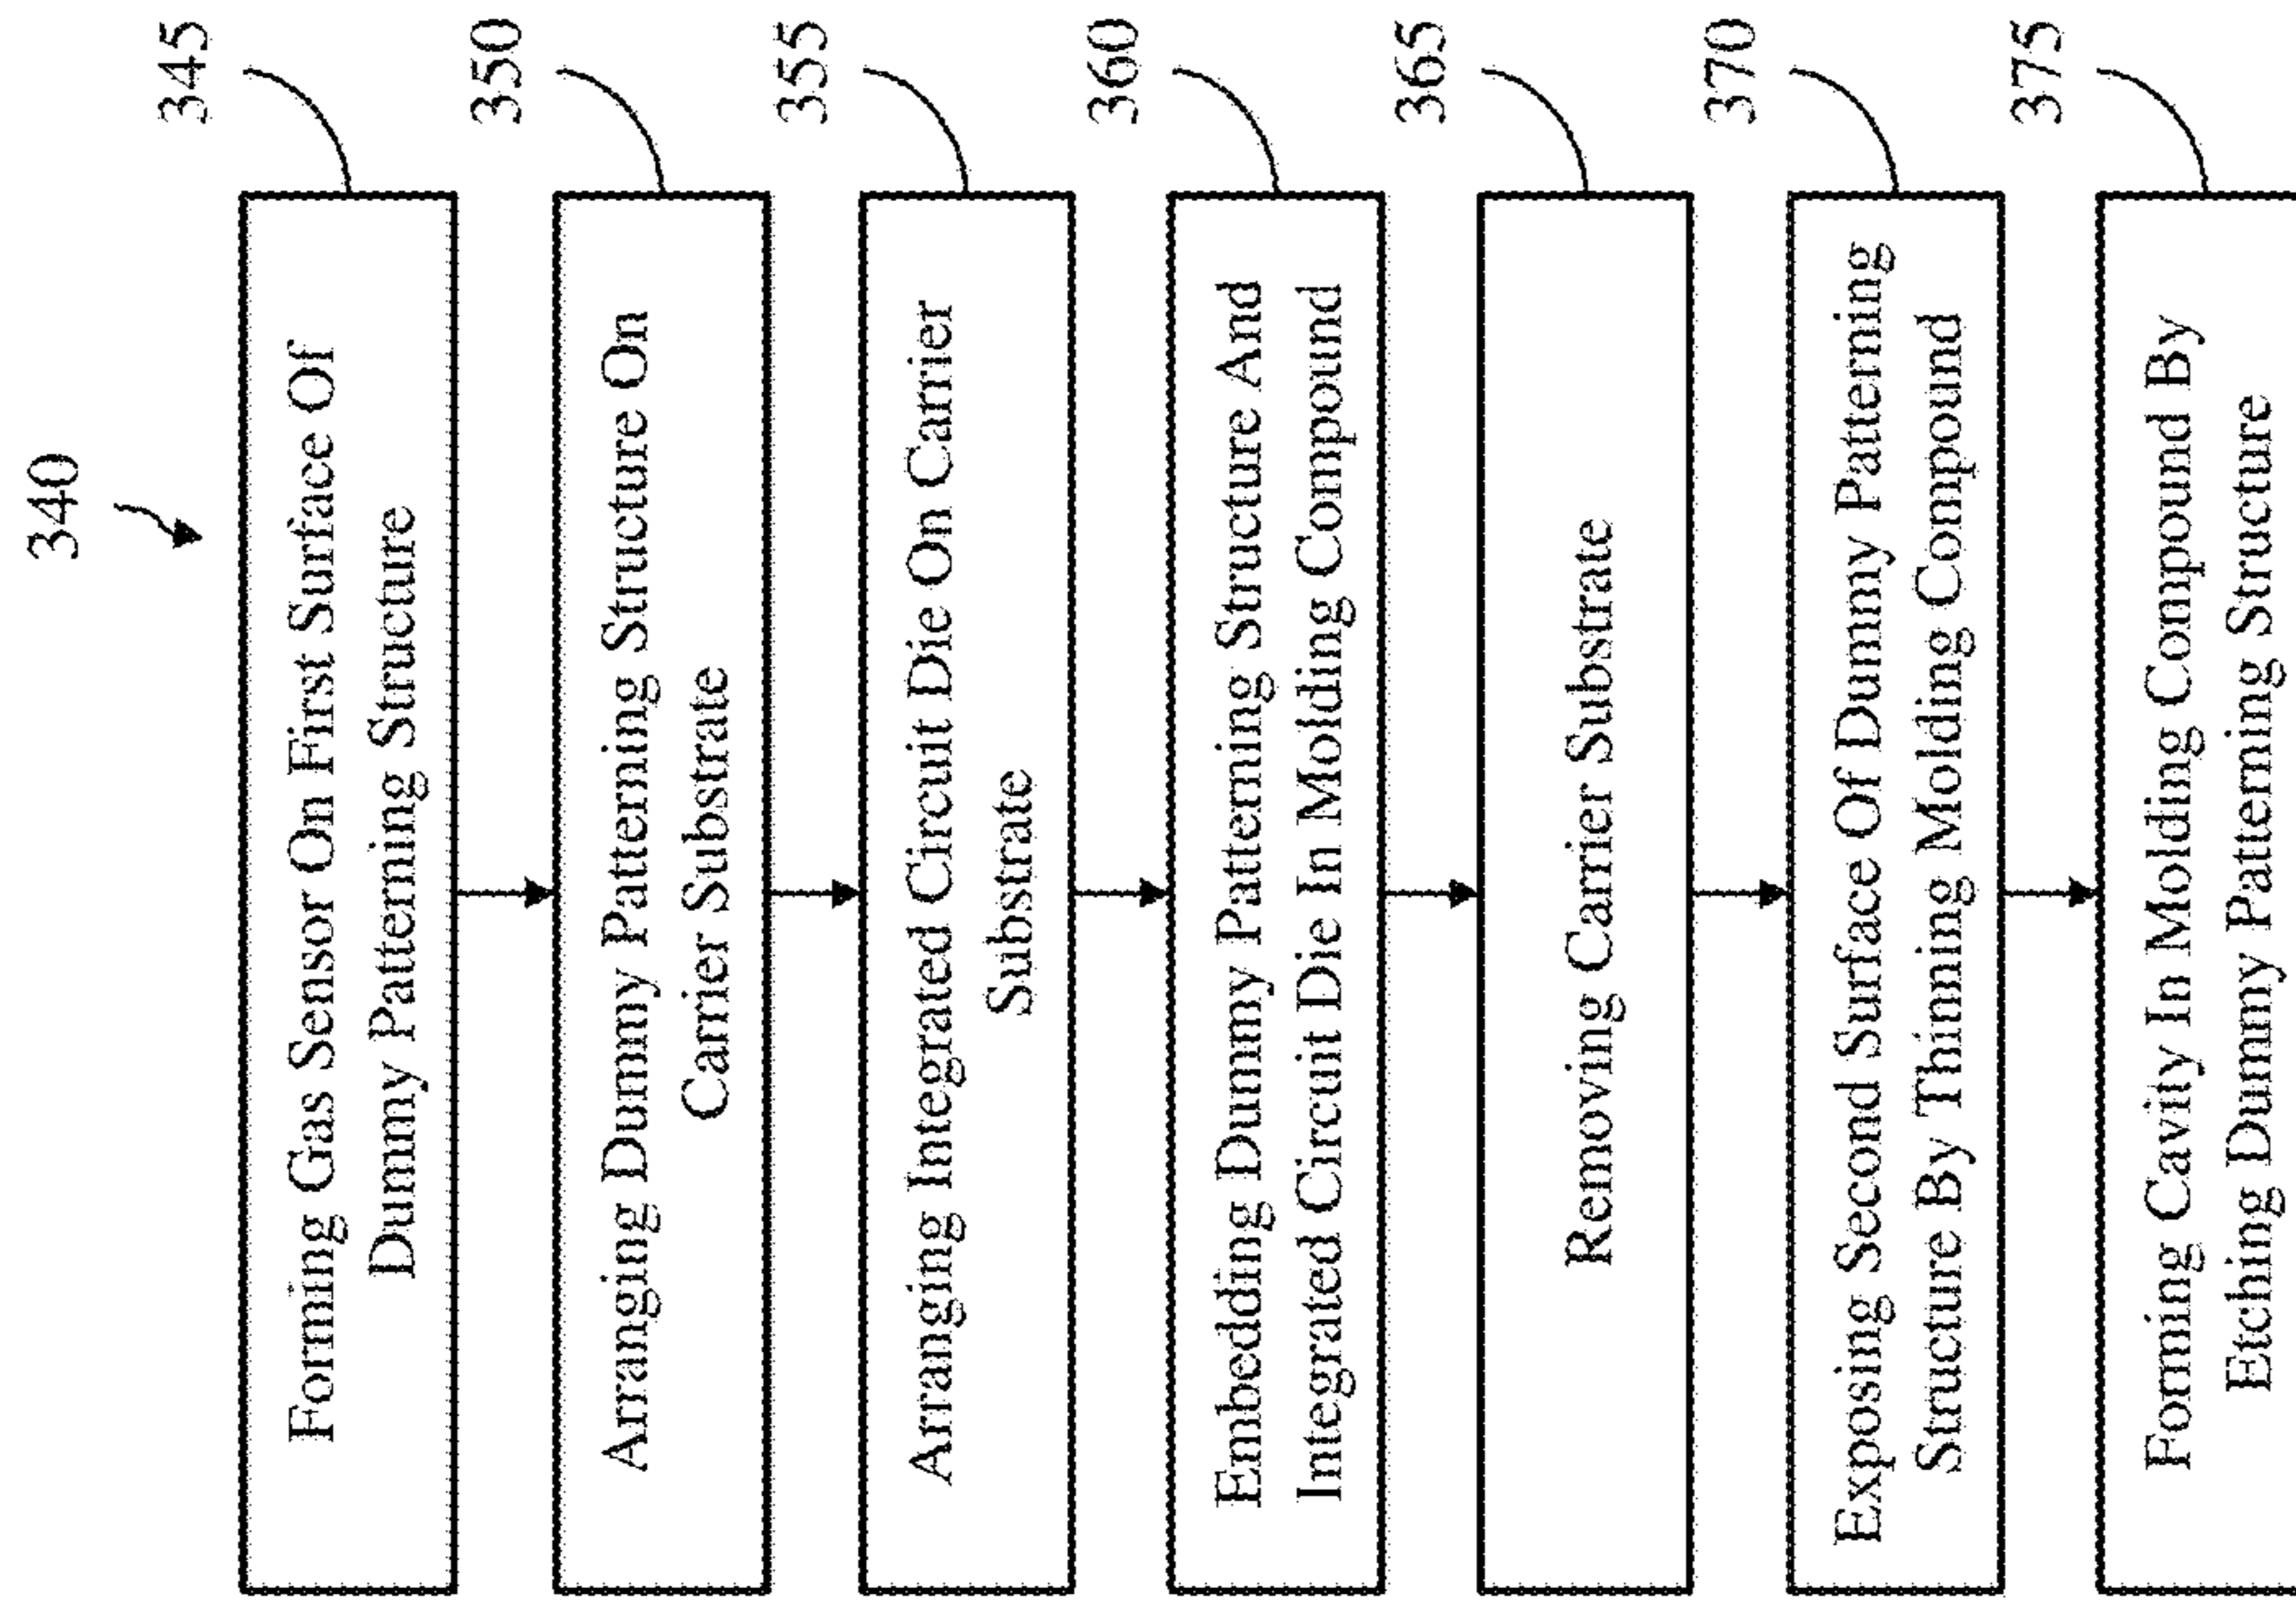 340
345
Forming Gas Sensor On First Surface Of
Dummy Patterning Structure
350
Arranging Dummy Patterning Structure On
Carrier Substrate
355
Arranging Integrated Circuit Die On Carrier
Substrate
360
Embedding Dummy Patterning Structure And
Integrated Circuit Die In Molding Compound
365
Removing Carrier Substrate
370
Exposing Second Surface Of Dummy Patterning
Structure By Thinning Molding Compound
375
Forming Cavity In Molding Compound By
Etching Dummy Patterning Structure